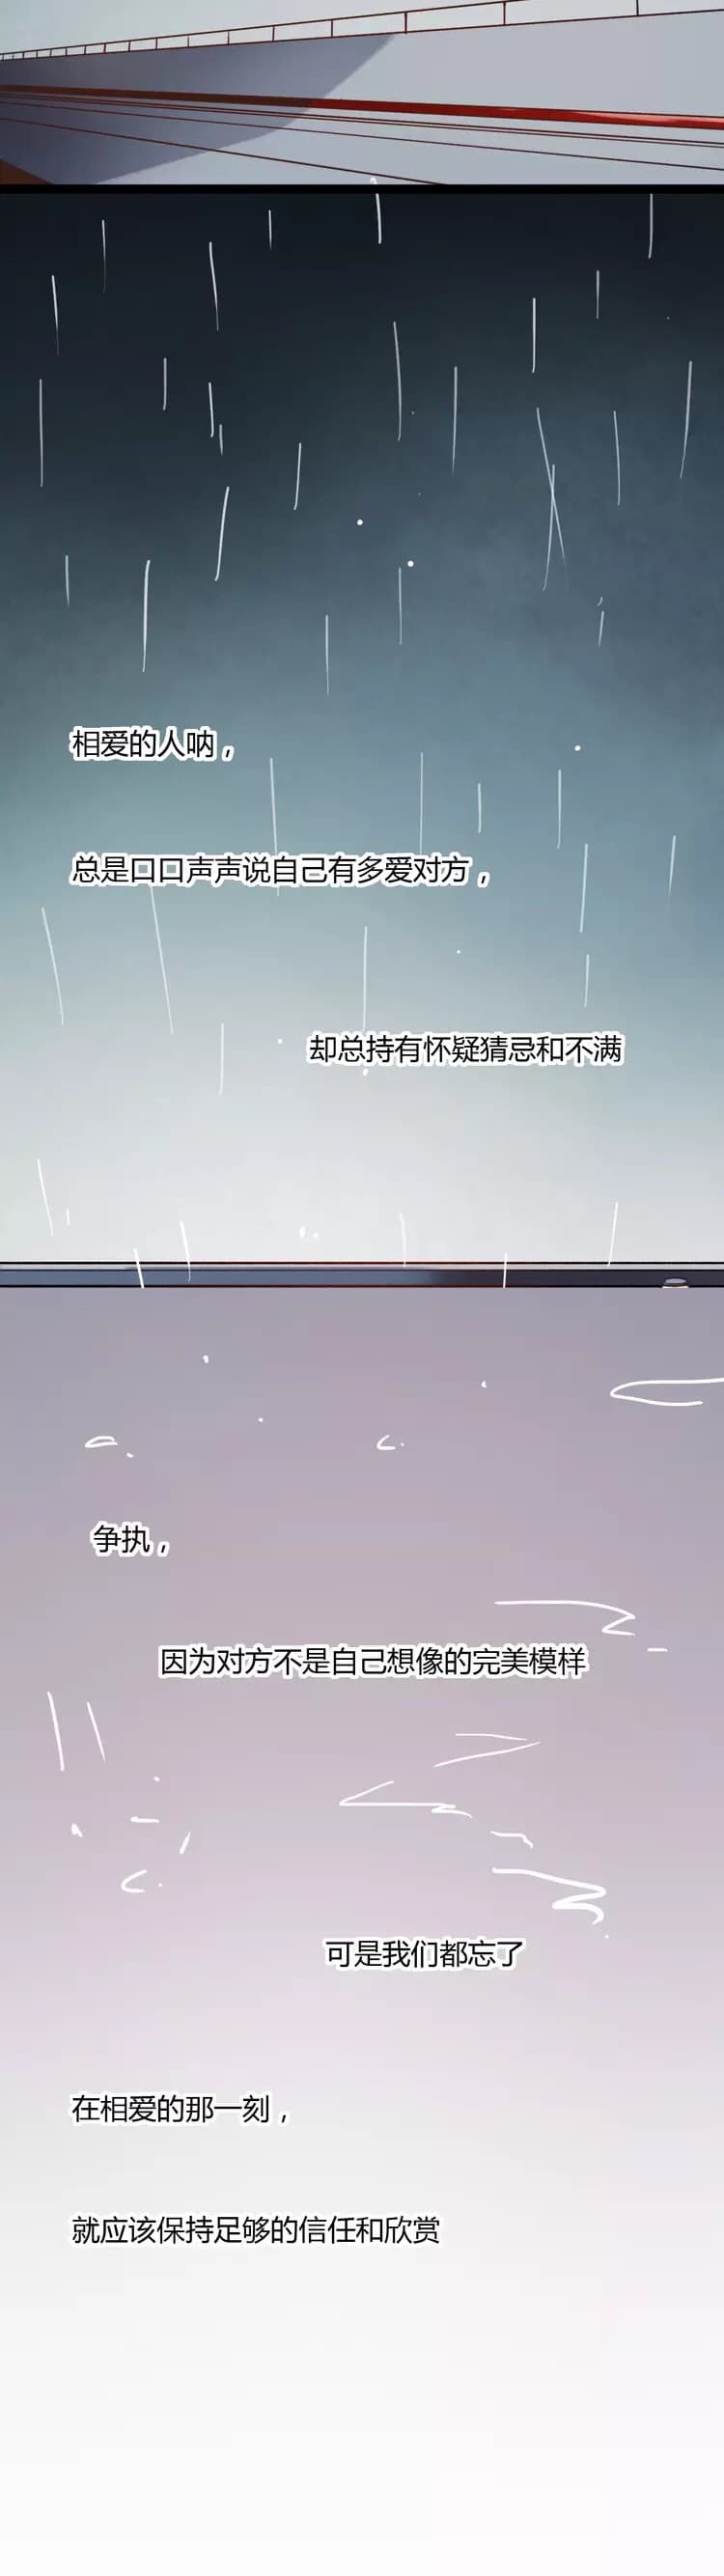 相爱的人呐，
总是口口声声说自己有多爱对方，
却总持有怀疑猜忌和不满
争执，
因为对方不是自己想像的完美模样
可是我们都忘了
在相爱的那一刻，
就应该保持足够的信任和欣赏